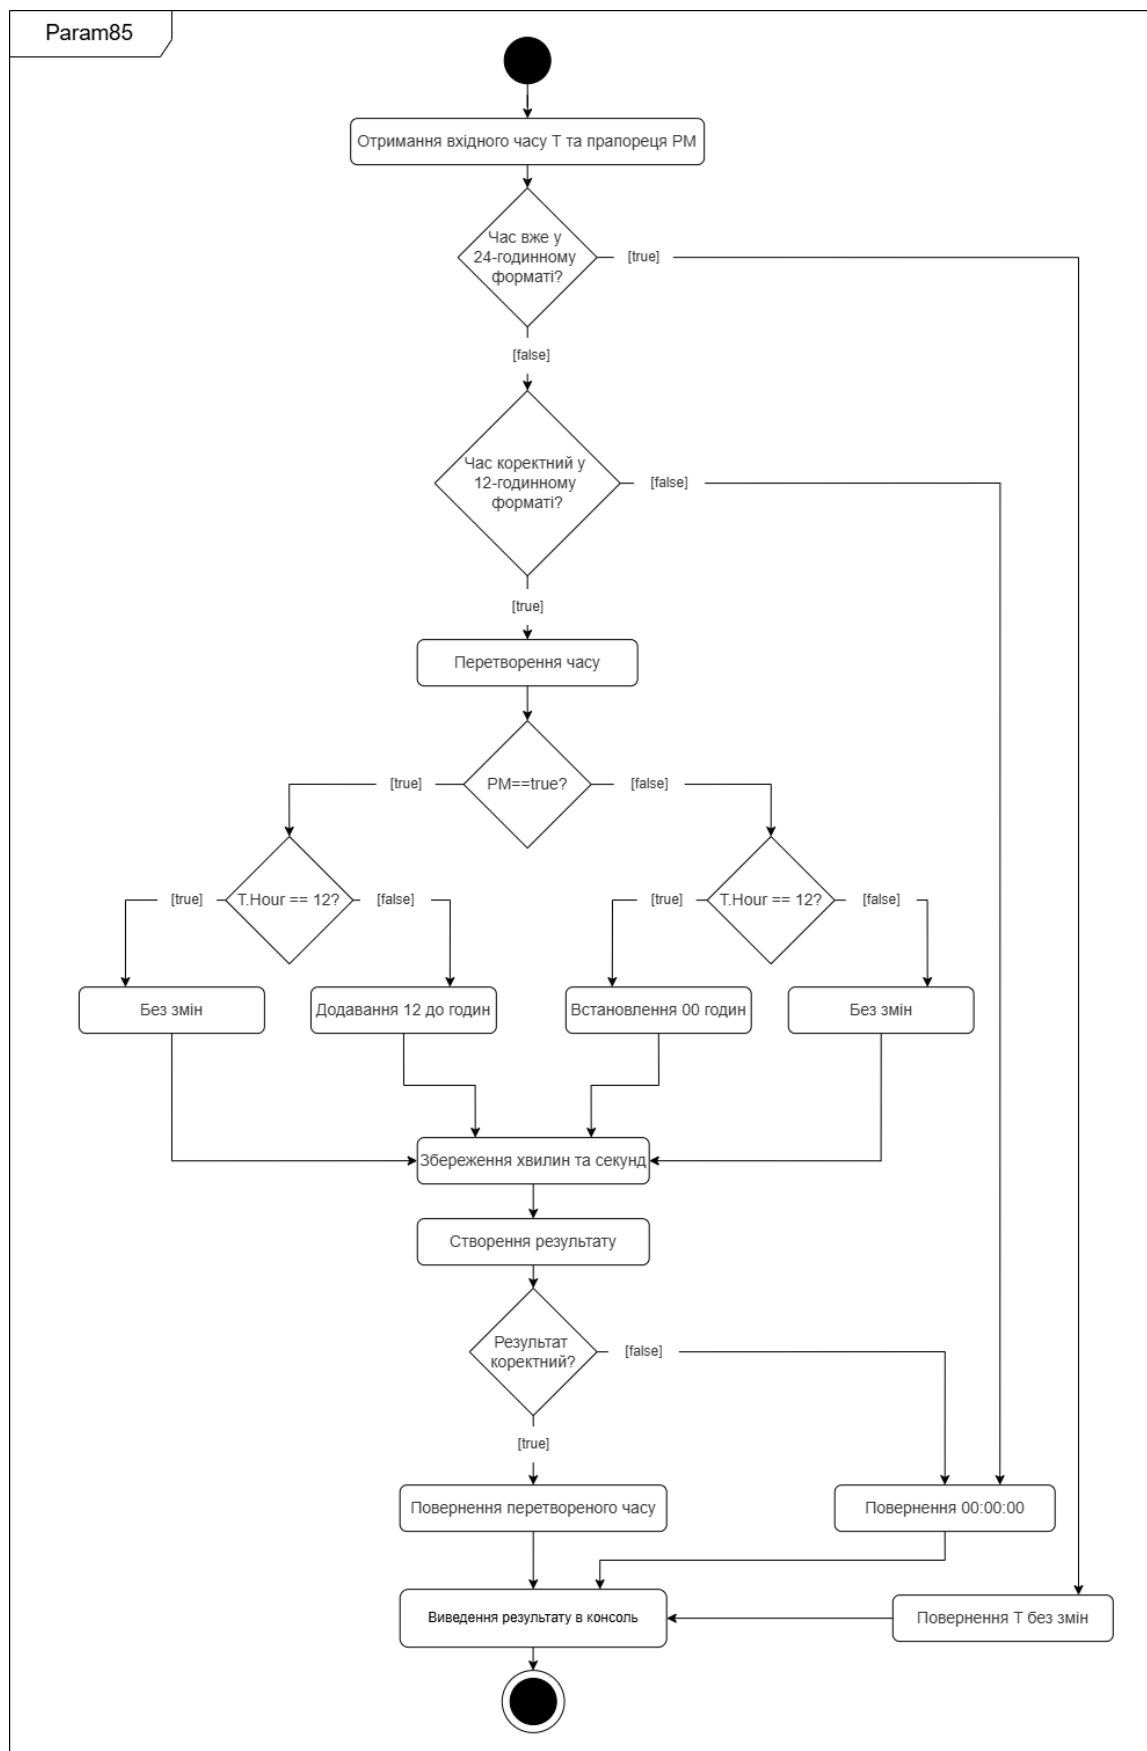 Param85
Отримання вхідного часу T та прапореця PM
Час вже у
24-годинному
форматі?
[true]
[false]
Час коректний у
12-годинному
форматі?
[false]
[true]
Перетворення часу
[true]
PM==true?
[false]
[true]
T.Hour == 12?
[false]
[true]
T.Hour == 12?
[false]
Без змін
Додавання 12 до годин
Встановлення 00 годин
Без змін
Збереження хвилин та секунд
Створення результату
Результат
коректний?
[false]
[true]
Повернення перетвореного часу
Повернення 00:00:00
Виведення результату в консоль
Повернення T без змін